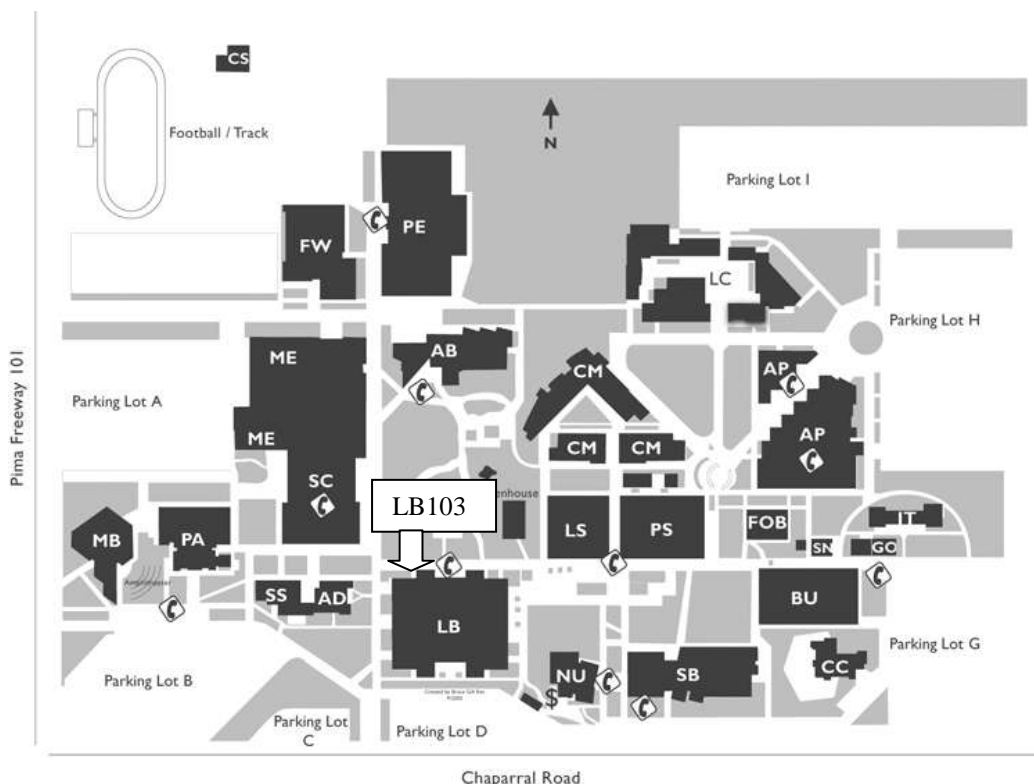 CS
Football / Track
N
Parking Lot I
PE
FW
LC
Parking Lot H
AB
ME
AP
CM
Pima Freeway 101
Parking Lot A
ME
CM
CM
AP
SC
LB103
enhouse
MB
PA
LS
PS
FOB
IT
SN
GO
Amphitheater
SS
AD
LB
BU
Parking Lot G
NU
SB
CC
$
Parking Lot B
Parking Lot
C
Parking Lot D
Chaparral Road